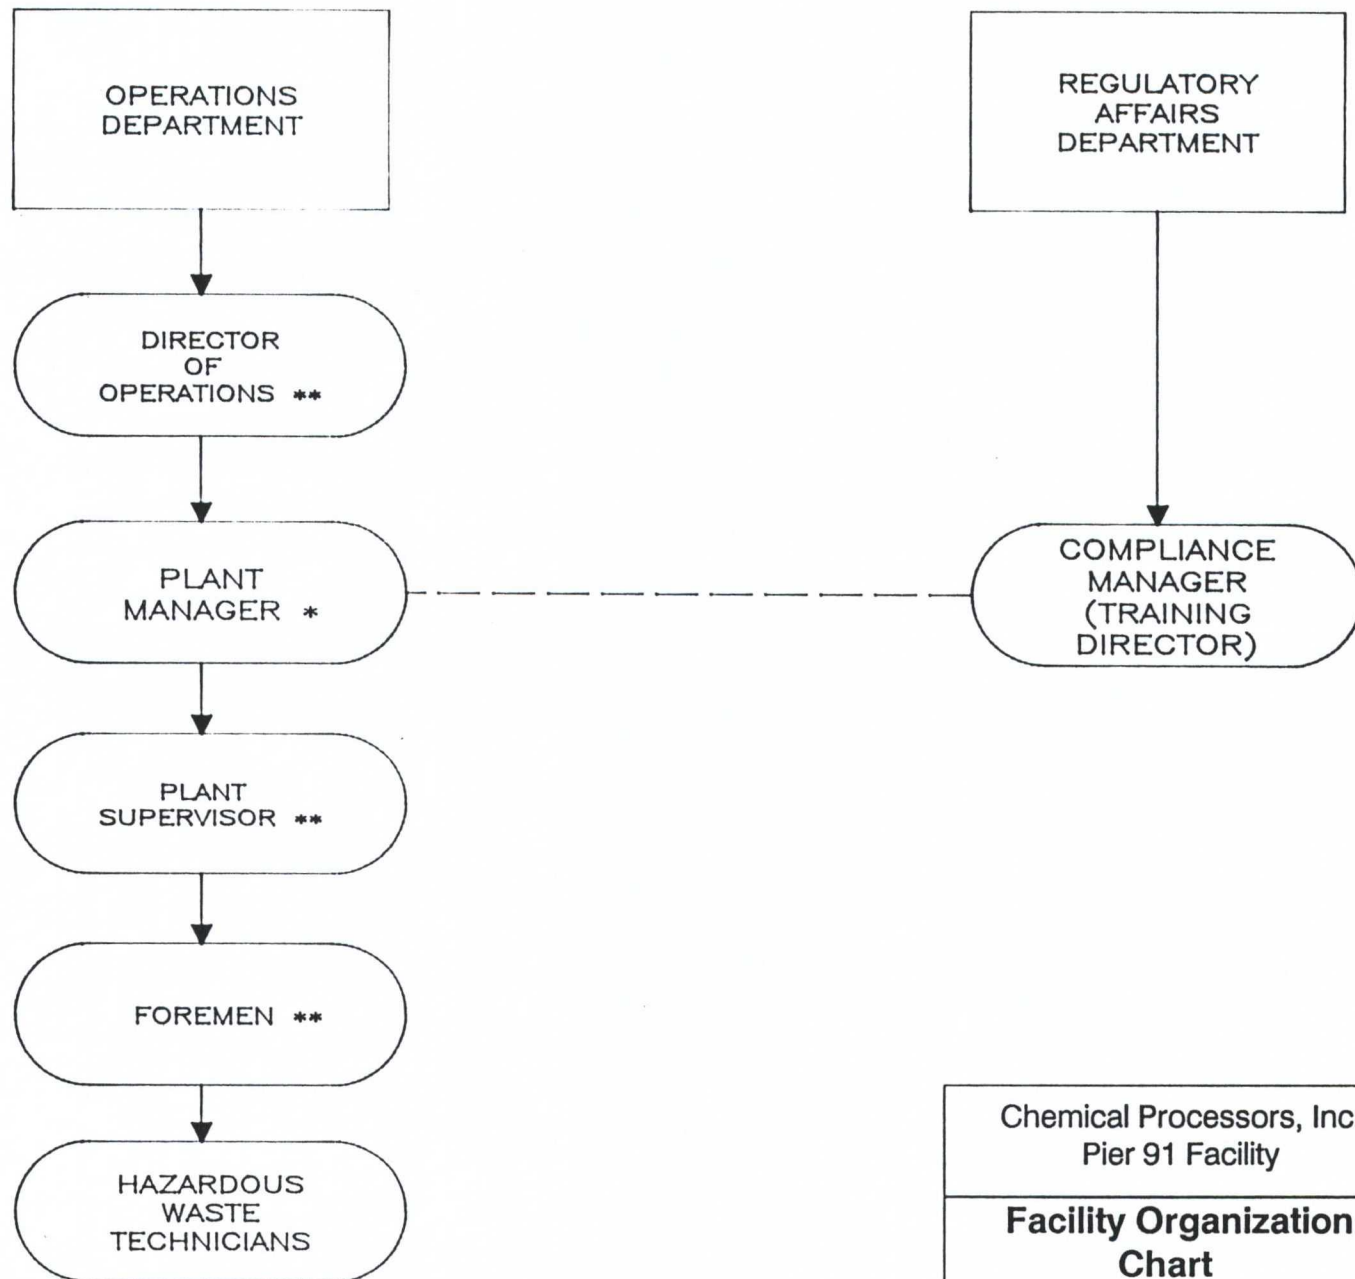 OPERATIONS
DEPARTMENT
REGULATORY
AFFAIRS
DEPARTMENT
DIRECTOR
OF
OPERATIONS **
PLANT
MANAGER *
COMPLIANCE
MANAGER
(TRAINING
DIRECTOR)
PLANT
SUPERVISOR **
FOREMEN **
HAZARDOUS
WASTE
TECHNICIANS
Chemical Processors, Inc
Pier 91 Facility
Facility Organization
Chart